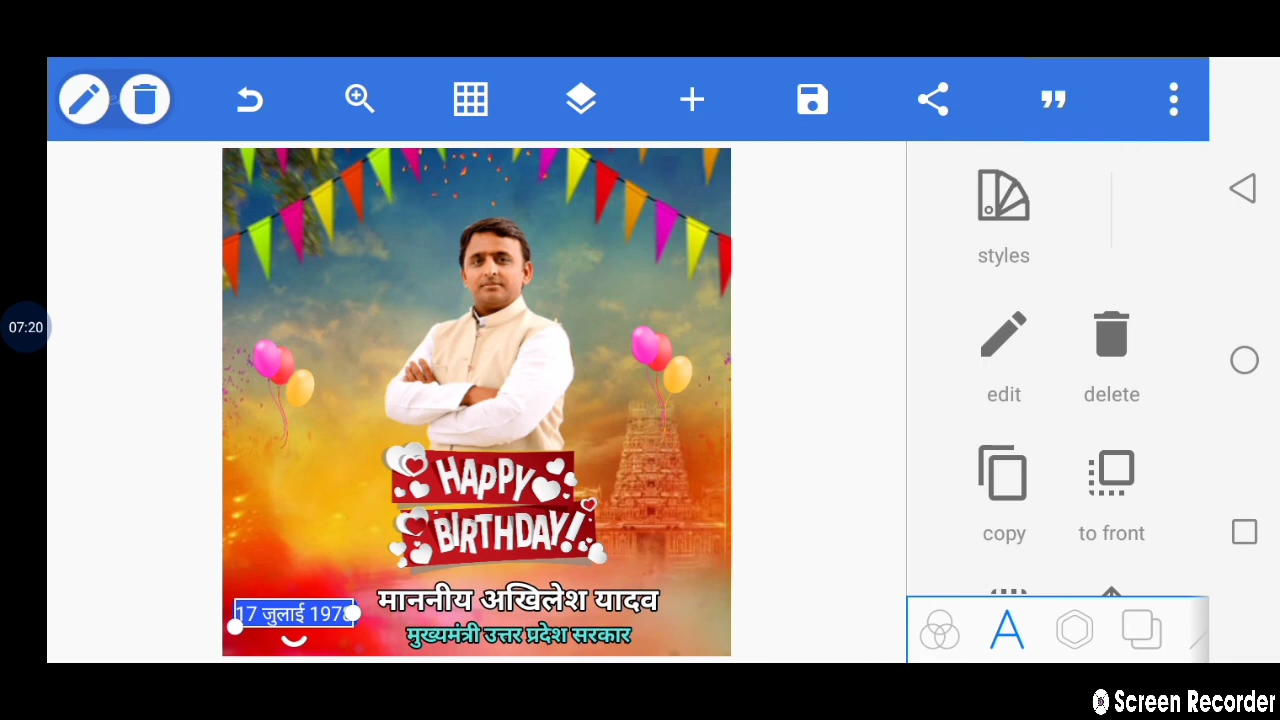 styles
07:20
edit
delete
HAPPY
copy
to front
BIRTHDAY!
माननीय अखिलेश यादव
17 जुलाई 1978
मुख्यमंत्री उत्तर प्रदेश सरकार
Screen Recorder